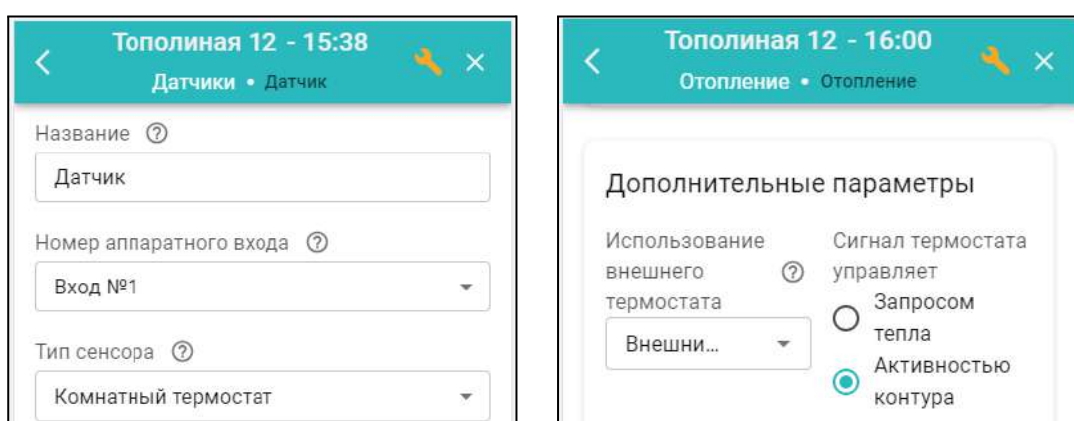 Тополиная 12 - 15:38
Датчики • Датчик
Название
Датчик
Номер аппаратного входа
Вход №1
Тип сенсора
Комнатный термостат
Тополиная 12 - 16:00
Отопление • Отопление
Дополнительные параметры
Использование
внешнего
термостата
Внешни...
Сигнал термостата
управляет
Запросом
тепла
Активностью
контура